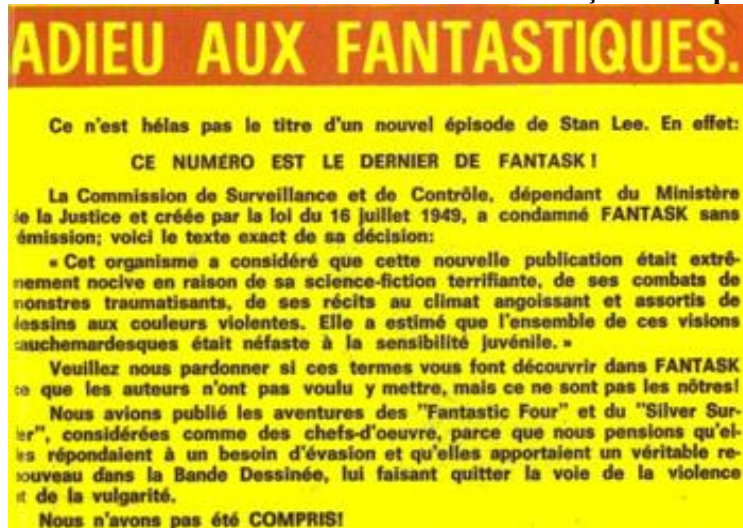 ADIEU AUX FANTASTIQUES.
Ce n'est hélas pas le titre d'un nouvel épisode de Stan Lee. En effet:
CE NUMÉRO EST LE DERNIER DE FANTASK!
La Commission de Surveillance et de Contrôle, dépendant du Ministère
e la Justice et créée par la loi du 16 juillet 1949, a condamné FANTASK sans
émission; voici le texte exact de sa décision:
« Cet organisme a considéré que cette nouvelle publication était extrê-
mement nocive en raison de sa science-fiction terrifiante, de ses combats de
monstres traumatisants, de ses récits au climat angoissant et assortis de
dessins aux couleurs violentes. Elle a estimé que l'ensemble de ces visions
cauchemardesques était néfaste à la sensibilité juvénile. »
Veuillez nous pardonner si ces termes vous font découvrir dans FANTASK
ce que les auteurs n'ont pas voulu y mettre, mais ce ne sont pas les nôtres!
Nous avions publié les aventures des "Fantastic Four" et du "Silver Sur-
er", considérées comme des chefs-d'oeuvre, parce que nous pensions qu'el-
es répondaient à un besoin d'évasion et qu'elles apportaient un véritable re-
nouveau dans la Bande Dessinée, lui faisant quitter la voie de la violence
et de la vulgarité.
Nous n'avons pas été COMPRIS!